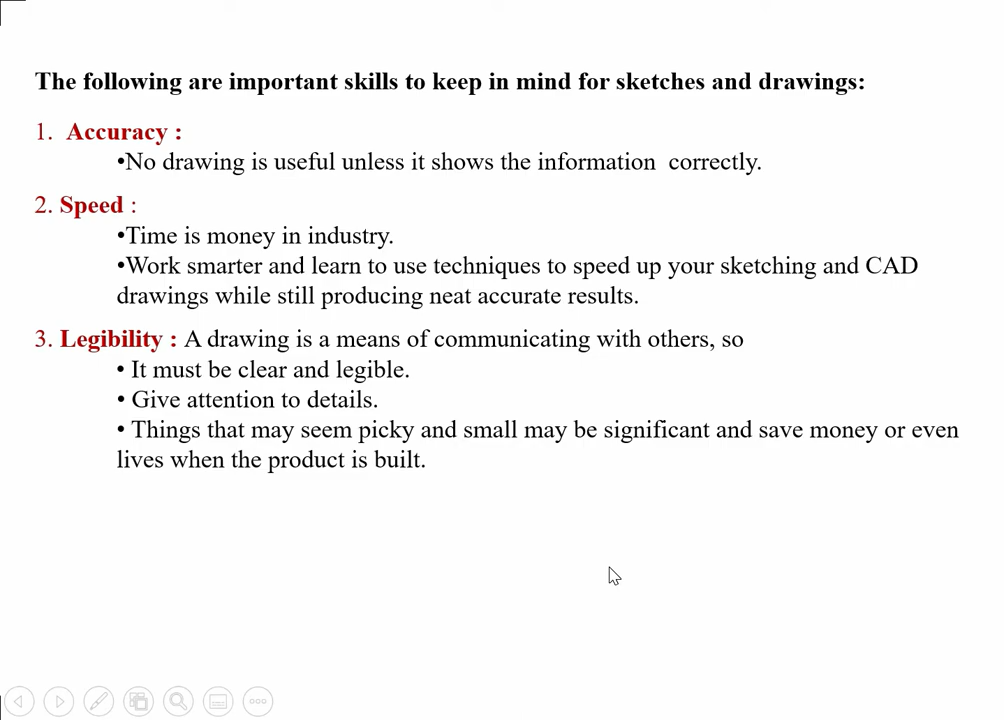 The following are important skills to keep in mind for sketches and drawings:
1. Accuracy :
•No drawing is useful unless it shows the information correctly.
2. Speed :
•Time is money in industry.
•Work smarter and learn to use techniques to speed up your sketching and CAD
drawings while still producing neat accurate results.
3. Legibility : A drawing is a means of communicating with others, so
• It must be clear and legible.
• Give attention to details.
• Things that may seem picky and small may be significant and save money or even
lives when the product is built.